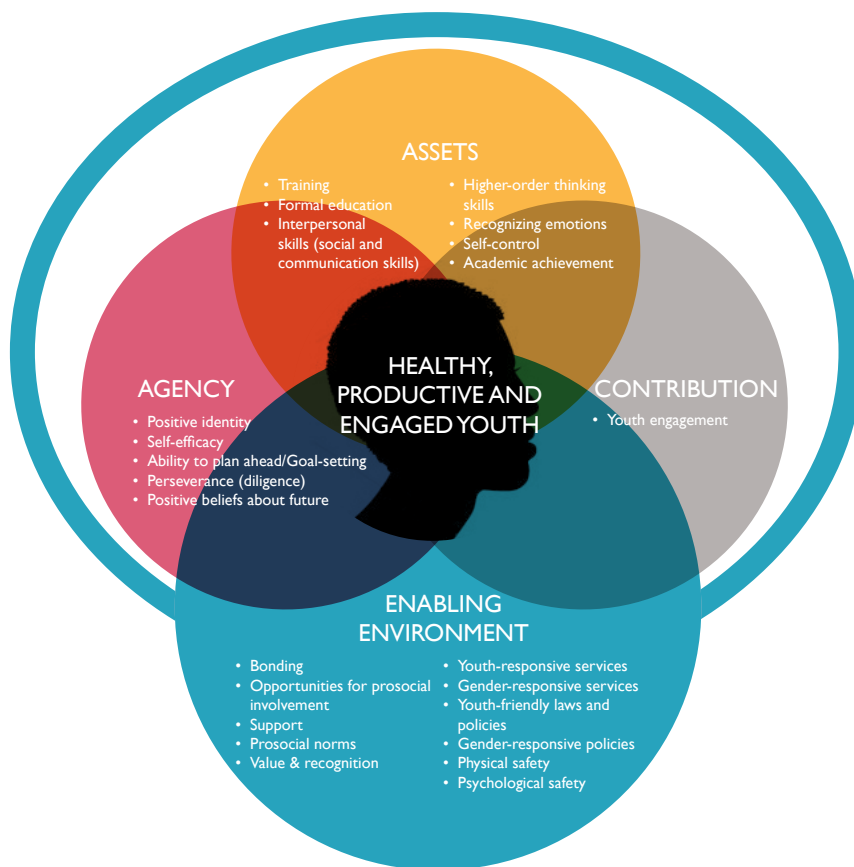 ASSETS
• Training
• Formal education
• Interpersonal
skills (social and
communication skills)
• Higher-order thinking
skills
• Recognizing emotions
• Self-control
• Academic achievement
HEALTHY,
PRODUCTIVE AND
ENGAGED YOUTH
AGENCY
• Positive identity
• Self-efficacy
• Ability to plan ahead/Goal-setting
• Perseverance (diligence)
• Positive beliefs about future
CONTRIBUTION
• Youth engagement
ENABLING
ENVIRONMENT
• Bonding
• Opportunities for prosocial
involvement
• Support
• Prosocial norms
• Value & recognition
• Youth-responsive services
• Gender-responsive services
• Youth-friendly laws and
policies
• Gender-responsive policies
• Physical safety
• Psychological safety